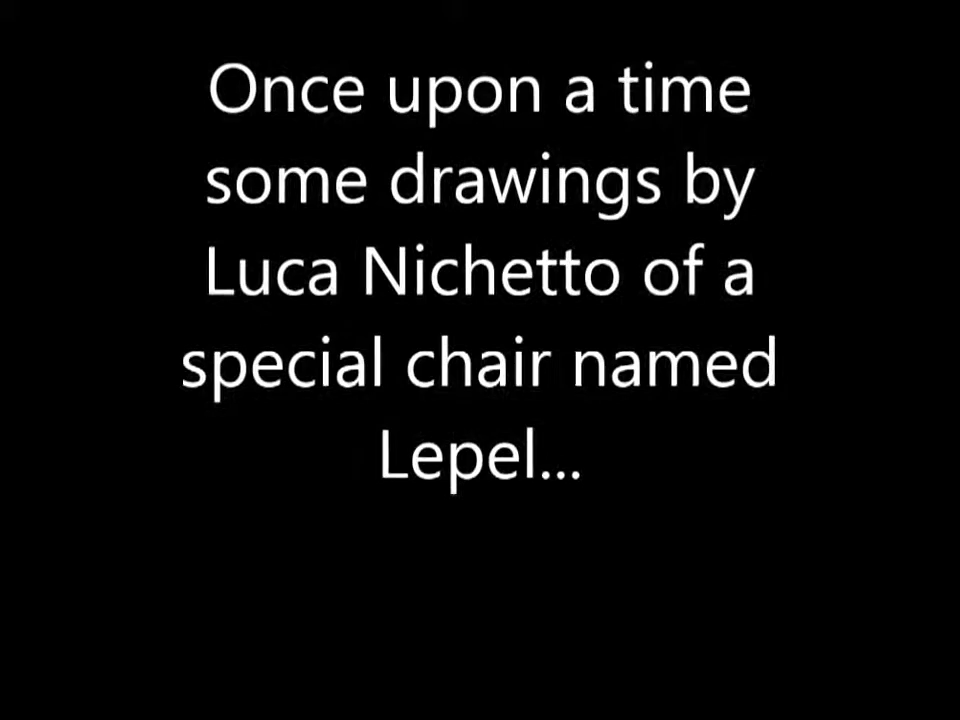 Once upon a time
some drawings by
Luca Nichetto of a
special chair named
Lepel...